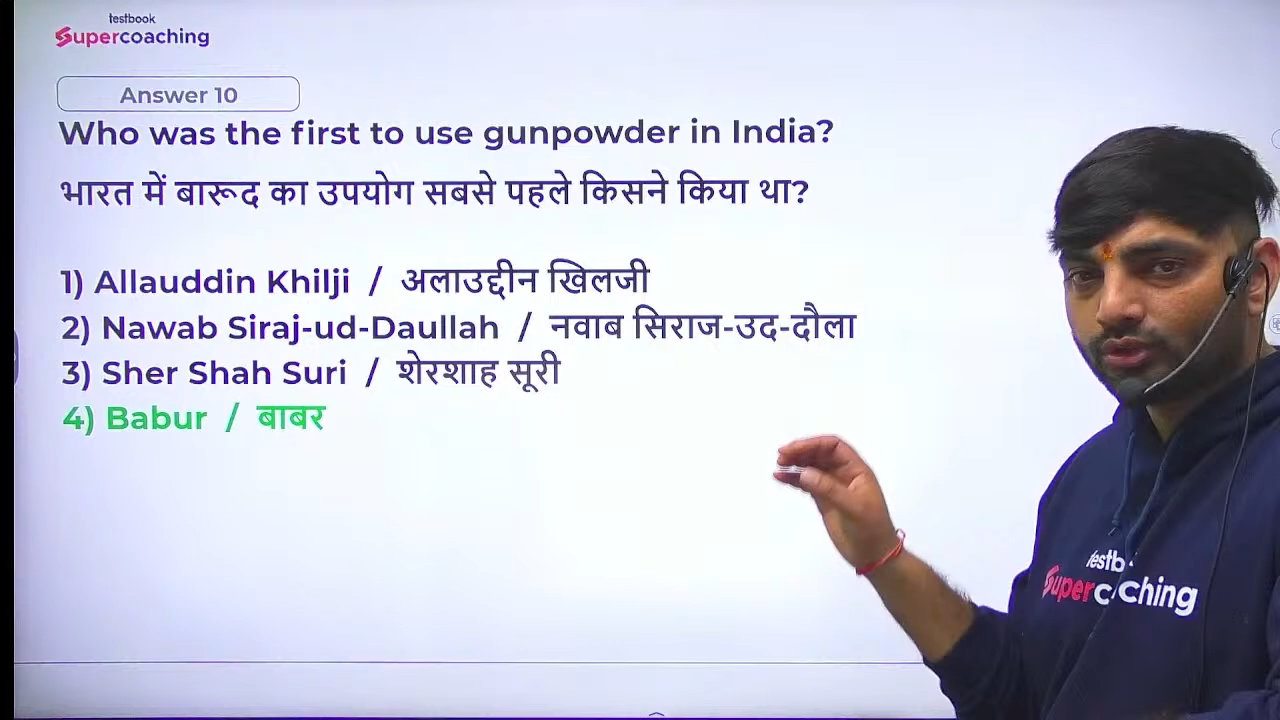 testbook
Supercoaching
Answer 10
Who was the first to use gunpowder in India?
भारत में बारूद का उपयोग सबसे पहले किसने किया था?
1) Allauddin Khilji / अलाउद्दीन खिलजी
2) Nawab Siraj-ud-Daullah / नवाब सिराज-उद-दौला
3) Sher Shah Suri / शेरशाह सूरी
4) Babur / बाबर
testb
Supercoaching